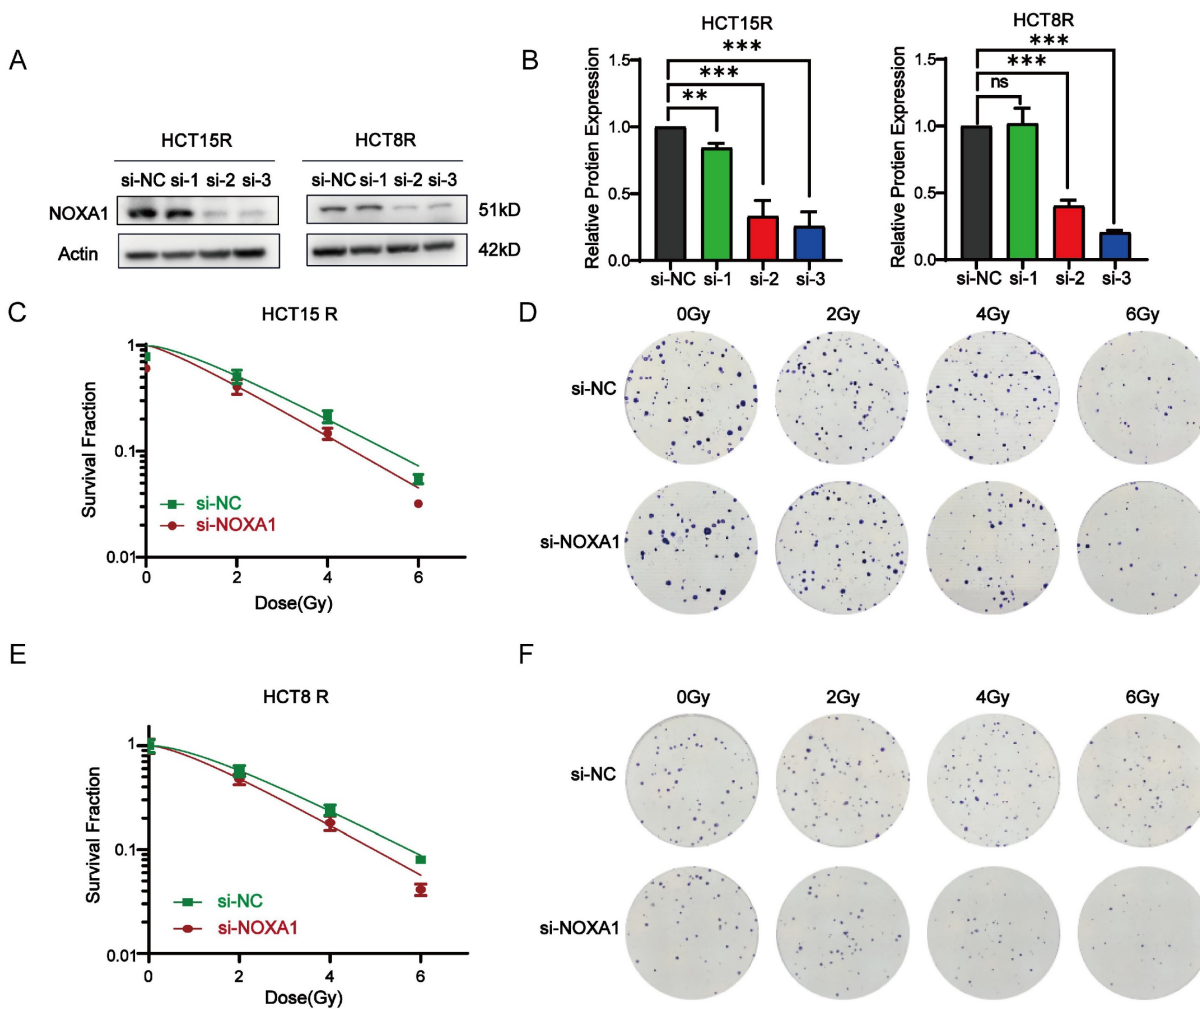 A
HCT15R
HCT8R
si-NC si-1 si-2 si-3
si-NC si-1 si-2 si-3
NOXA1
51kD
Actin
42kD
B
HCT15R
Relative Protien Expression
1.5
1.0
0.5
0.0
***
***
**
si-NC si-1 si-2 si-3
HCT8R
Relative Protien Expression
1.5
1.0
0.5
0.0
***
***
ns
si-NC si-1 si-2 si-3
C
HCT15 R
Survival Fraction
1
0.1
0.01
si-NC
si-NOXA1
0 2 4 6
Dose(Gy)
D
0Gy 2Gy 4Gy 6Gy
si-NC
si-NOXA1
E
HCT8 R
Survival Fraction
1
0.1
0.01
si-NC
si-NOXA1
0 2 4 6
Dose(Gy)
F
0Gy 2Gy 4Gy 6Gy
si-NC
si-NOXA1